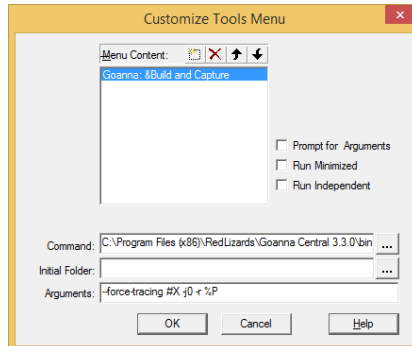 Customize Tools Menu
Menu Content:
Goanna: &Build and Capture
Prompt for Arguments
Run Minimized
Run Independent
Command: C:\Program Files (x86)\RedLizards\Goanna Central 3.3.0\bin ...
Initial Folder: ...
Arguments: --force-tracing #X -j0 -r %P
OK Cancel Help